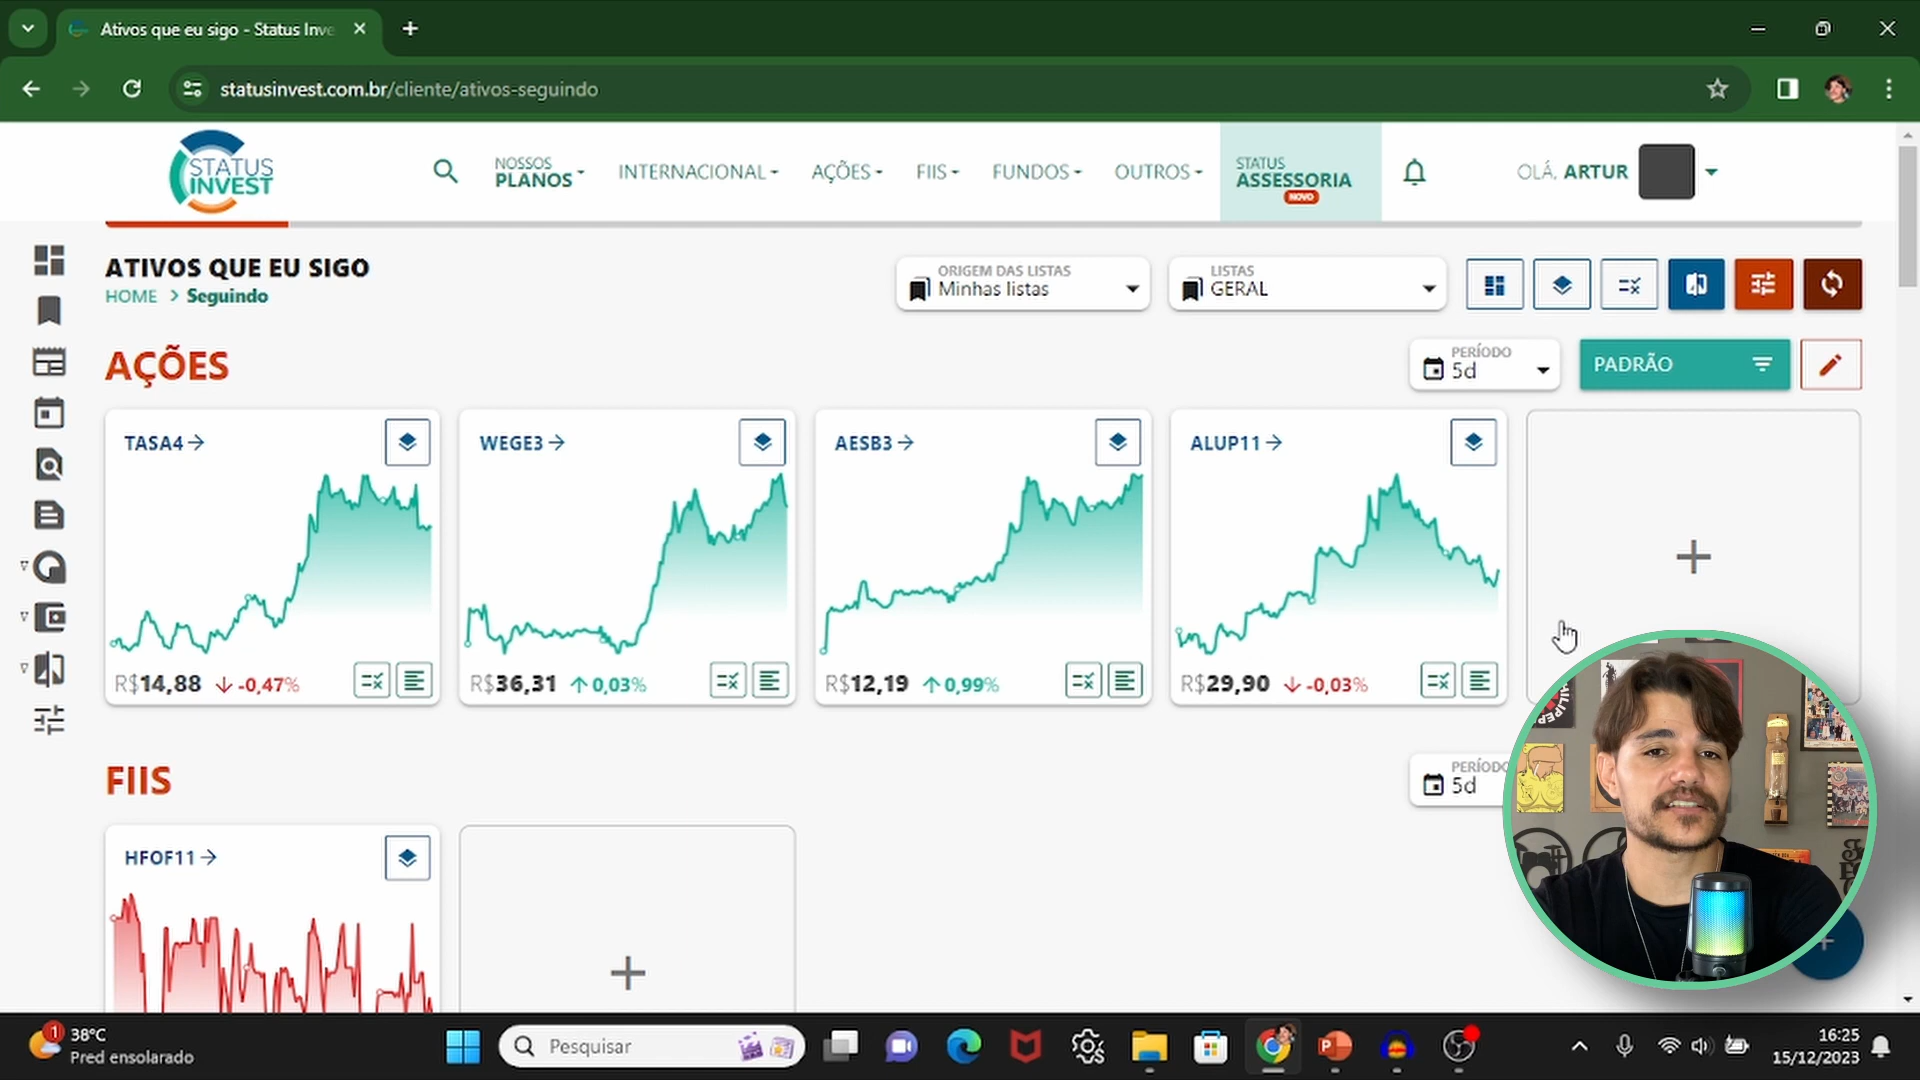 Ativos que eu sigo - Status Inve
statusinvest.com.br/cliente/ativos-seguindo
STATUS
INVEST
NOSSOS
PLANOS
INTERNACIONAL
AÇÕES
FIIS
FUNDOS
OUTROS
STATUS
ASSESSORIA
NOVO
OLÁ, ARTUR
ATIVOS QUE EU SIGO
HOME > Seguindo
ORIGEM DAS LISTAS
Minhas listas
LISTAS
GERAL
AÇÕES
PERÍODO
5d
PADRÃO
TASA4
WEGE3
AESB3
ALUP11
R$14,88 -0,47%
R$36,31 0,03%
R$12,19 0,99%
R$29,90 -0,03%
FIIS
PERÍODO
5d
HFOF11
1
38°C
Pred ensolarado
Pesquisar
16:25
15/12/2023